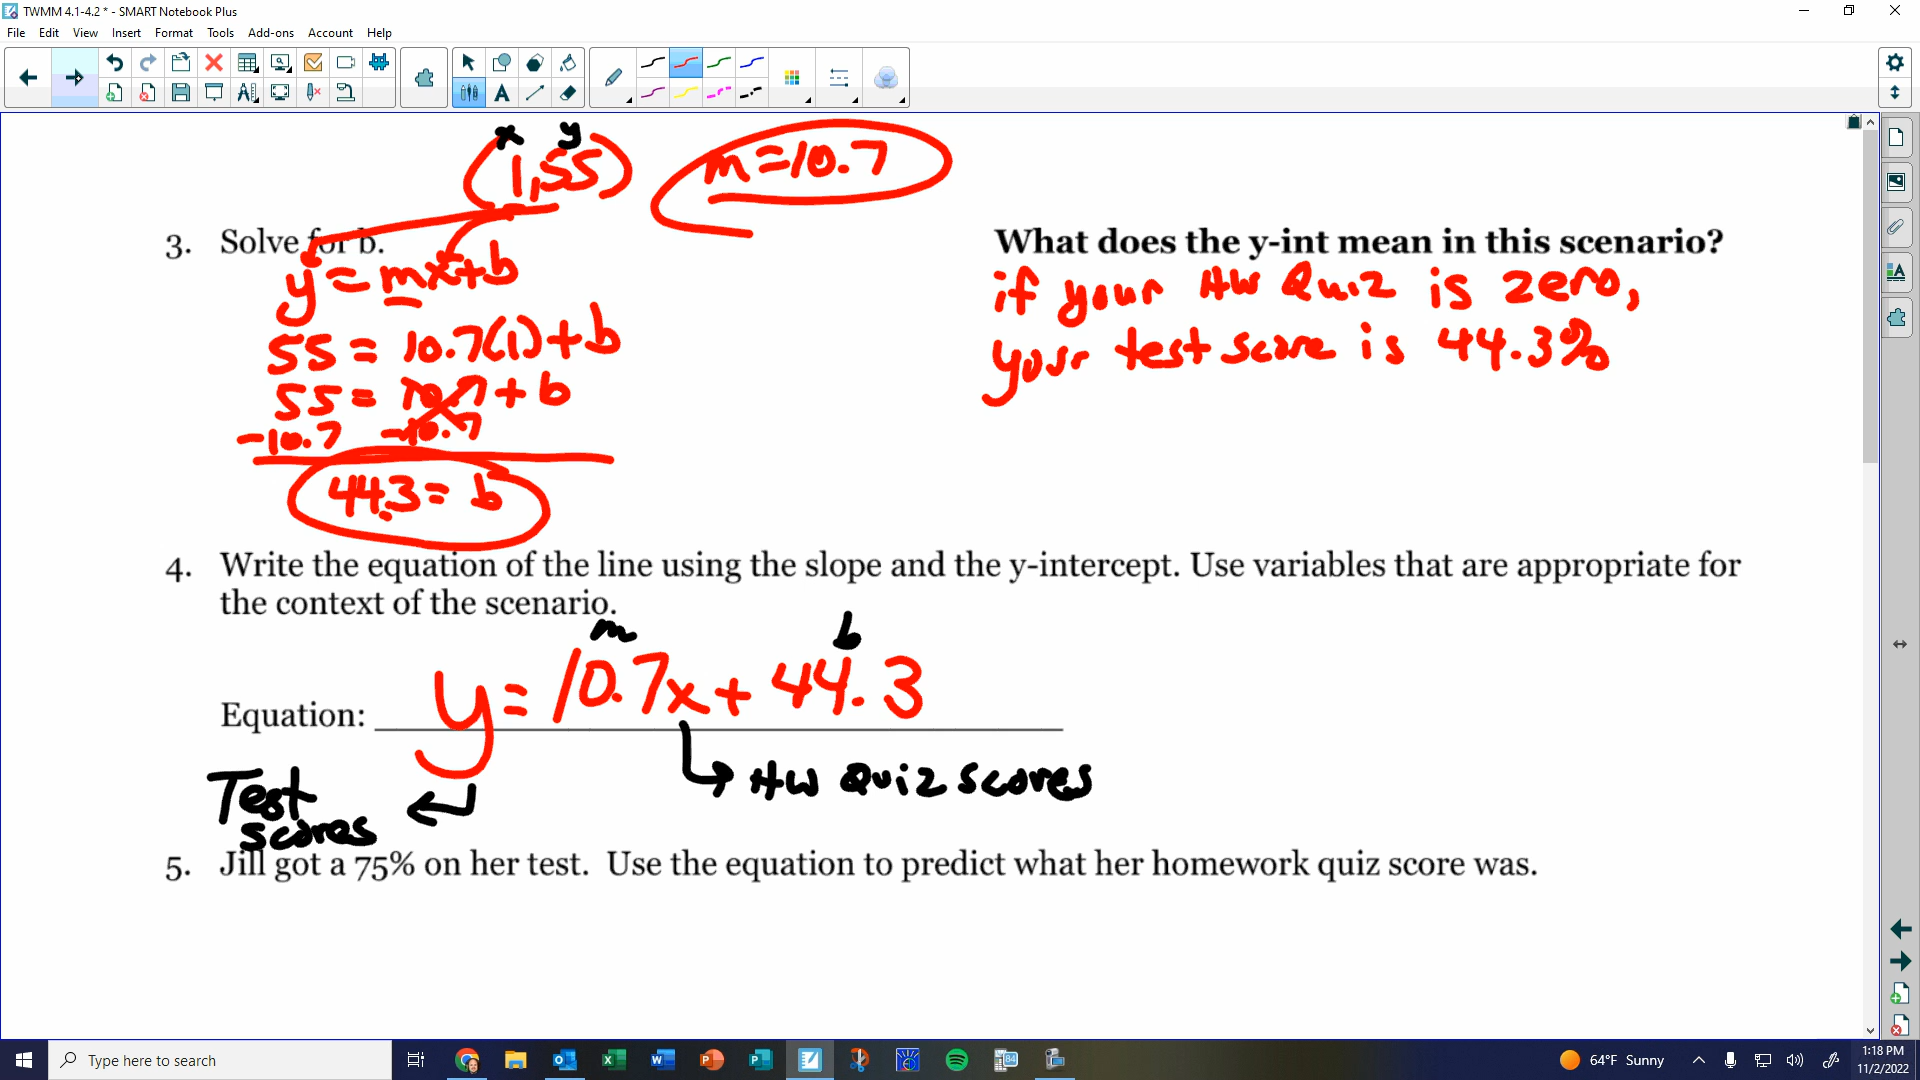 TWMM 4.1-4.2 * - SMART Notebook Plus
File Edit View Insert Format Tools Add-ons Account Help
x y
(1,55) m=10.7
3. Solve for b.
y=mx+b
55 = 10.7(1)+b
55 = 10.7+b
-10.7 -10.7
44.3= b
What does the y-int mean in this scenario?
if your HW Quiz is zero,
your test score is 44.3%
4. Write the equation of the line using the slope and the y-intercept. Use variables that are appropriate for
the context of the scenario.
m b
Equation: y=10.7x+44.3
HW Quiz scores
Test
scores
5. Jill got a 75% on her test. Use the equation to predict what her homework quiz score was.
Type here to search
84
64°F Sunny
1:18 PM
11/2/2022